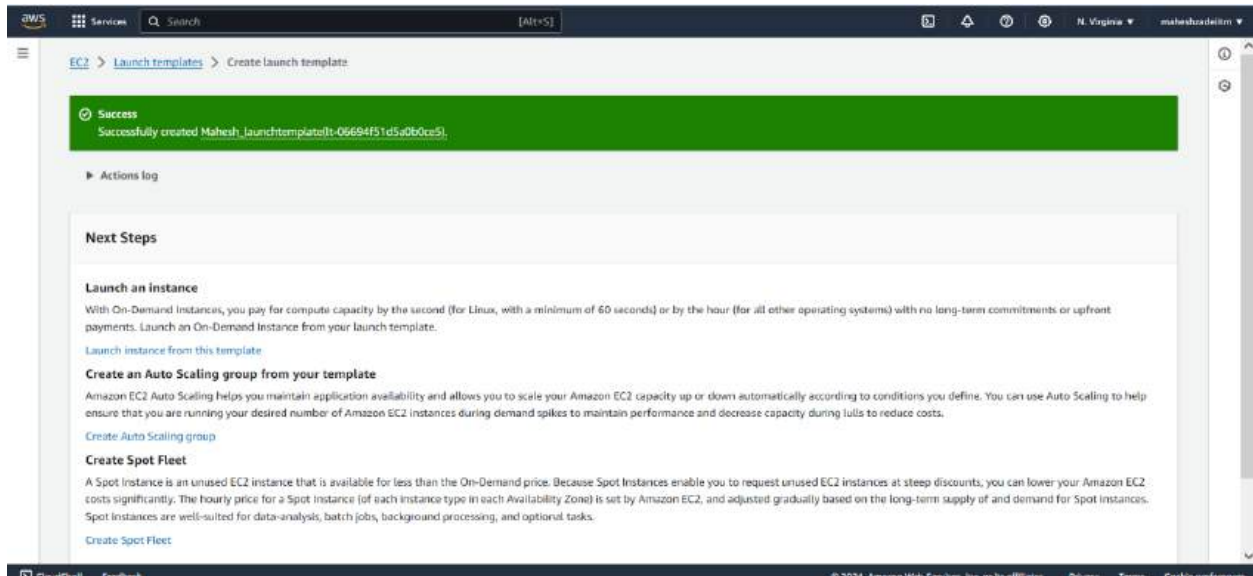 aws
Services
Search
[Alt+S]
N. Virginia
EC2 > Launch templates > Create launch template
Success
Successfully created Mahesh_launchtemplate(lt-06694f51d5a0b0ce5).
Actions log
Next Steps
Launch an instance
With On-Demand Instances, you pay for compute capacity by the second (for Linux, with a minimum of 60 seconds) or by the hour (for all other operating systems) with no long-term commitments or upfront
payments. Launch an On-Demand Instance from your launch template.
Launch instance from this template
Create an Auto Scaling group from your template
Amazon EC2 Auto Scaling helps you maintain application availability and allows you to scale your Amazon EC2 capacity up or down automatically according to conditions you define. You can use Auto Scaling to help
ensure that you are running your desired number of Amazon EC2 instances during demand spikes to maintain performance and decrease capacity during lulls to reduce costs.
Create Auto Scaling group
Create Spot Fleet
A Spot Instance is an unused EC2 instance that is available for less than the On-Demand price. Because Spot Instances enable you to request unused EC2 instances at steep discounts, you can lower your Amazon EC2
costs significantly. The hourly price for a Spot Instance (of each instance type in each Availability Zone) is set by Amazon EC2, and adjusted gradually based on the long-term supply of and demand for Spot Instances.
Spot Instances are well-suited for data-analysis, batch jobs, background processing, and optional tasks.
Create Spot Fleet